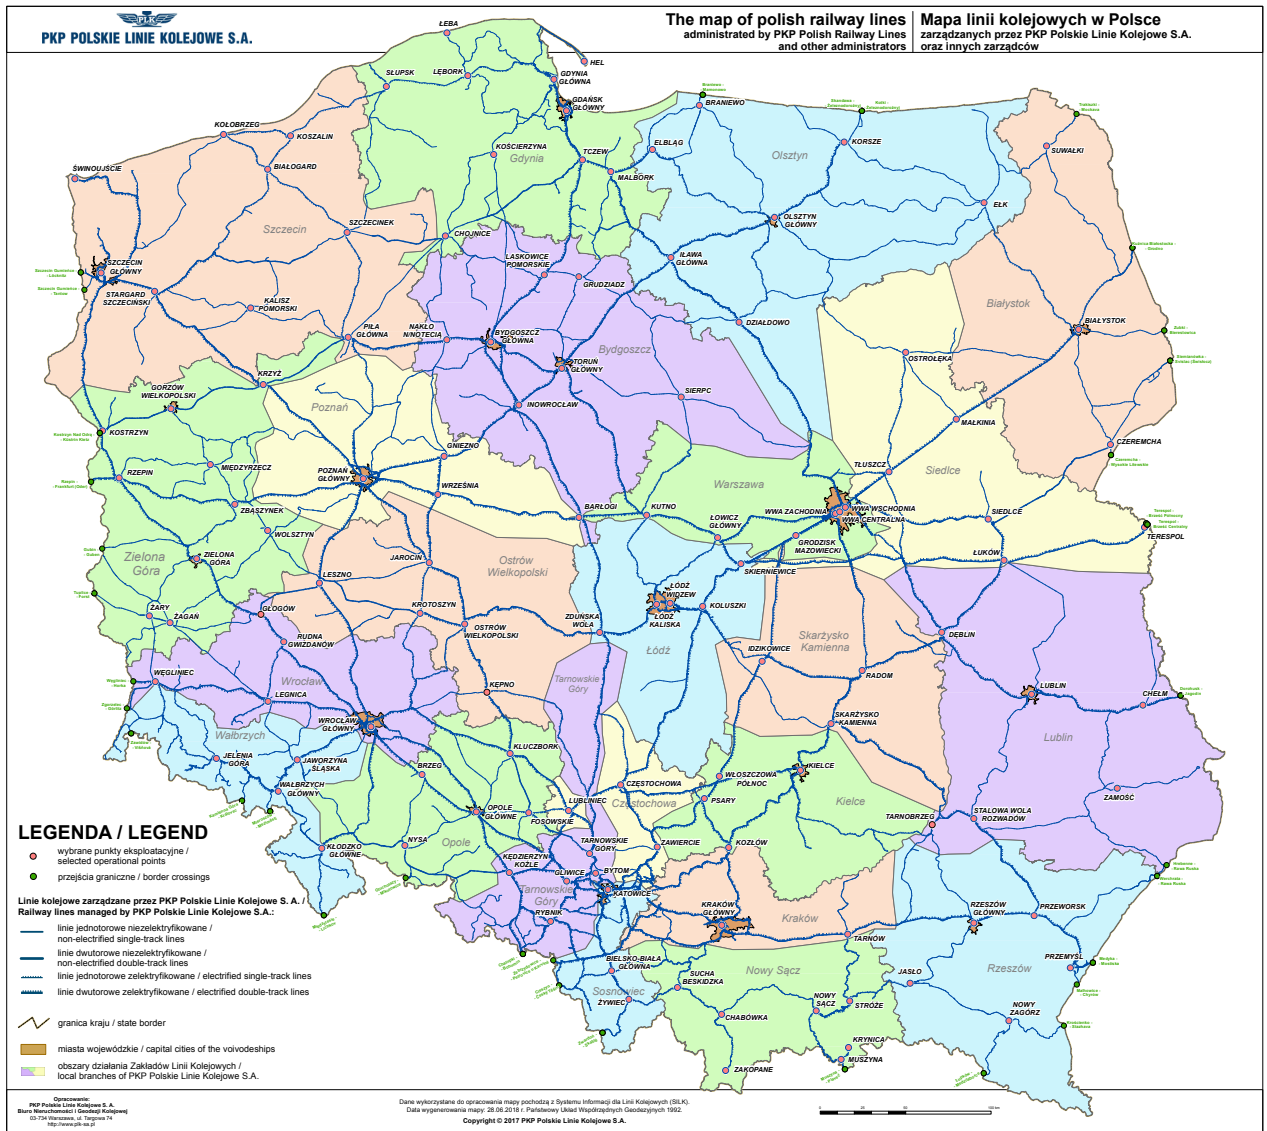 PKP POLSKIE LINIE KOLEJOWE S.A.
The map of polish railway lines
administrated by PKP Polish Railway Lines
and other administrators
Mapa linii kolejowych w Polsce
zarządzanych przez PKP Polskie Linie Kolejowe S.A.
oraz innych zarządców
ŁEBA
HEL
SŁUPSK
LĘBORK
GDYNIA
GŁÓWNA
GDAŃSK
GŁÓWNY
BRANIEWO
KOŁOBRZEG
KOSZALIN
KOŚCIERZYNA
Gdynia
TCZEW
ELBLĄG
Olsztyn
KORSZE
SUWAŁKI
ŚWINOUJŚCIE
BIAŁOGARD
MALBORK
EŁK
Szczecin
SZCZECINEK
CHOJNICE
OLSZTYN
GŁÓWNY
SZCZECIN
GŁÓWNY
LASKOWICE
POMORSKIE
GRUDZIADZ
IŁAWA
GŁÓWNA
STARGARD
SZCZECIŃSKI
KALISZ
POMORSKI
Białystok
BIAŁYSTOK
PIŁA
GŁÓWNA
NAKŁO
N/NOTECIA
BYDGOSZCZ
GŁÓWNA
DZIAŁDOWO
Bydgoszcz
TORUŃ
GŁÓWNY
OSTROŁĘKA
KRZYŻ
GORZÓW
WIELKOPOLSKI
Poznań
INOWROCŁAW
SIERPC
KOSTRZYN
MAŁKINIA
CZEREMCHA
GNIEZNO
RZEPIN
MIĘDZYRZECZ
POZNAŃ
GŁÓWNY
TŁUSZCZ
Siedlce
WRZEŚNIA
Warszawa
ZBĄSZYNEK
BARŁOGI
KUTNO
ŁOWICZ
GŁÓWNY
WWA ZACHODNIA
WWA WSCHODNIA
WWA CENTRALNA
SIEDLCE
TERESPOL
WOLSZTYN
GRODZISK
MAZOWIECKI
Zielona
Góra
ZIELONA
GÓRA
JAROCIN
Ostrów
Wielkopolski
SKIERNIEWICE
ŁUKÓW
LESZNO
ŁÓDŹ
WIDZEW
ŁÓDŹ
KALISKA
KOLUSZKI
ŻARY
ŻAGAŃ
GŁOGÓW
KROTOSZYN
OSTRÓW
WIELKOPOLSKI
ZDUŃSKA
WOLA
Skarżysko
Kamienna
DĘBLIN
RUDNA
GWIZDANÓW
Łódź
IDZIKOWICE
RADOM
WĘGLINIEC
Wrocław
LEGNICA
KĘPNO
Tarnowskie
Góry
LUBLIN
CHEŁM
WROCŁAW
GŁÓWNY
SKARŻYSKO
KAMIENNA
Lublin
Wałbrzych
JELENIA
GÓRA
JAWORZYNA
ŚLĄSKA
KLUCZBORK
BRZEG
WAŁBRZYCH
GŁÓWNY
CZĘSTOCHOWA
WŁOSZCZOWA
PÓŁNOC
KIELCE
ZAMOŚĆ
LUBLINIEC
Częstochowa
PSARY
Kielce
OPOLE
GŁÓWNE
FOSOWSKIE
TARNOBRZEG
STALOWA WOLA
ROZWADÓW
KŁODZKO
GŁÓWNE
NYSA
Opole
TARNOWSKIE
GÓRY
ZAWIERCIE
KOZŁÓW
KĘDZIERZYN
KOŹLE
GLIWICE
BYTOM
Tarnowskie
Góry
KATOWICE
RYBNIK
KRAKÓW
GŁÓWNY
Kraków
TARNÓW
RZESZÓW
GŁÓWNY
PRZEWORSK
BIELSKO-BIAŁA
GŁÓWNA
SUCHA
BESKIDZKA
Nowy Sącz
JASŁO
Rzeszów
PRZEMYŚL
Sosnowiec
ŻYWIEC
CHABÓWKA
NOWY
SĄCZ
STRÓŻE
NOWY
ZAGÓRZ
KRYNICA
MUSZYNA
ZAKOPANE
LEGENDA / LEGEND
wybrane punkty eksploatacyjne /
selected operational points
przejścia graniczne / border crossings
Linie kolejowe zarządzane przez PKP Polskie Linie Kolejowe S. A. /
Railway lines managed by PKP Polskie Linie Kolejowe S.A.:
linie jednotorowe niezelektryfikowane /
non-electrified single-track lines
linie dwutorowe niezelektryfikowane /
non-electrified double-track lines
linie jednotorowe zelektryfikowane / electrified single-track lines
linie dwutorowe zelektryfikowane / electrified double-track lines
granica kraju / state border
miasta wojewódzkie / capital cities of the voivodeships
obszary działania Zakładów Linii Kolejowych /
local branches of PKP Polskie Linie Kolejowe S.A.
Opracowanie:
PKP Polskie Linie Kolejowe S. A.
Biuro Nieruchomości i Geodezji Kolejowej
03-734 Warszawa, ul. Targowa 74
http://www.plk-sa.pl
Dane wykorzystane do opracowania mapy pochodzą z Systemu Informacji dla Linii Kolejowych (SILK).
Data wygenerowania mapy: 28.06.2018 r. Państwowy Układ Współrzędnych Geodezyjnych 1992.
Copyright © 2017 PKP Polskie Linie Kolejowe S.A.